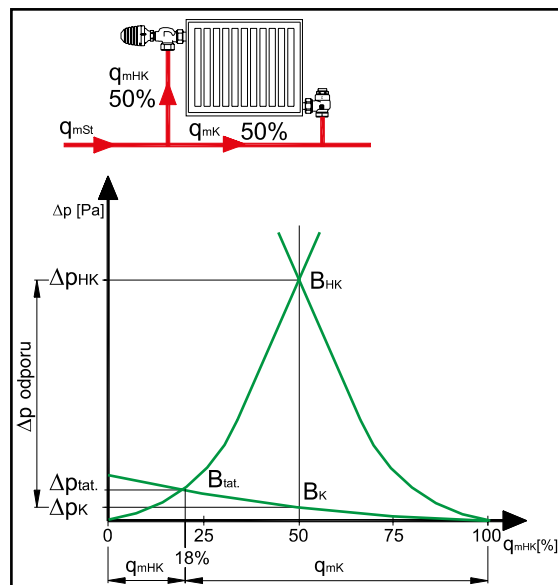 qmHK
50%
qmSt
qmK 50%
Δp [Pa]
ΔpHK
BHK
Δp odporu
Δptat.
Btat.
ΔpK
BK
0 25 50 75 100 qmHK[%]
18%
qmHK qmK